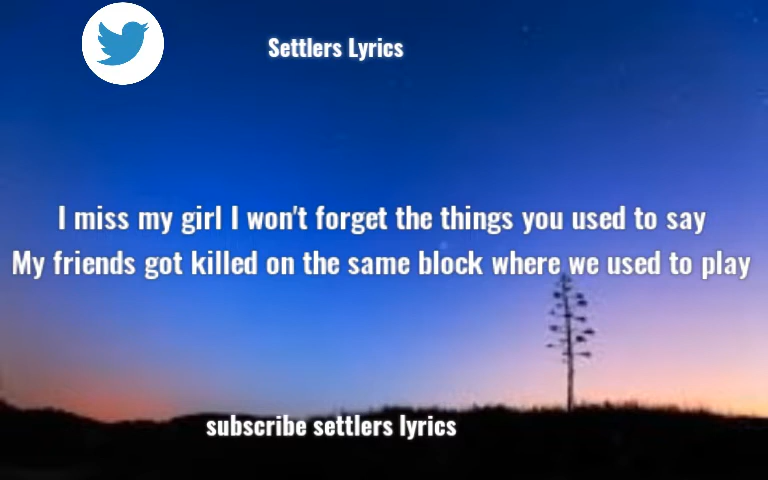 Settlers Lyrics
I miss my girl I won't forget the things you used to say
My friends got killed on the same block where we used to play
subscribe settlers lyrics